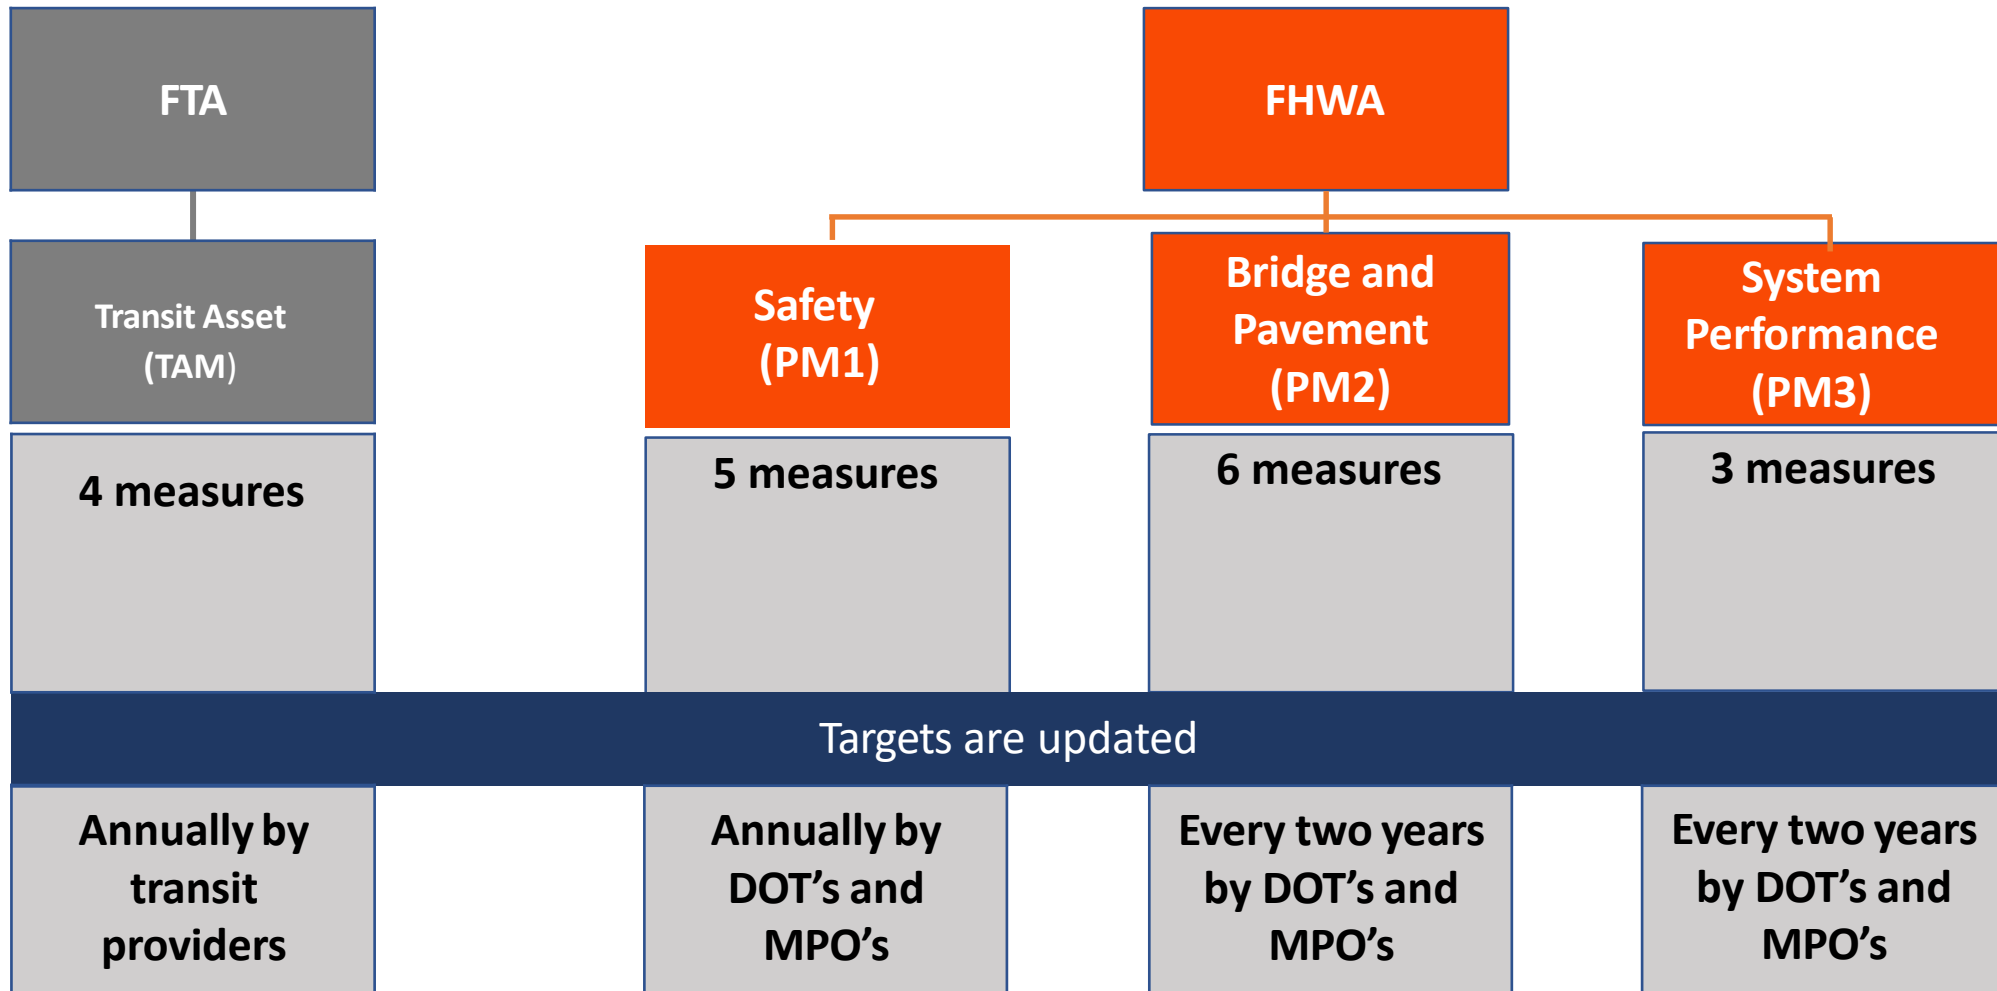 FTA
FHWA
Transit Asset
(TAM)
Safety
(PM1)
Bridge and
Pavement
(PM2)
System
Performance
(PM3)
4 measures
5 measures
6 measures
3 measures
Targets are updated
Annually by
transit
providers
Annually by
DOT’s and
MPO’s
Every two years
by DOT’s and
MPO’s
Every two years
by DOT’s and
MPO’s